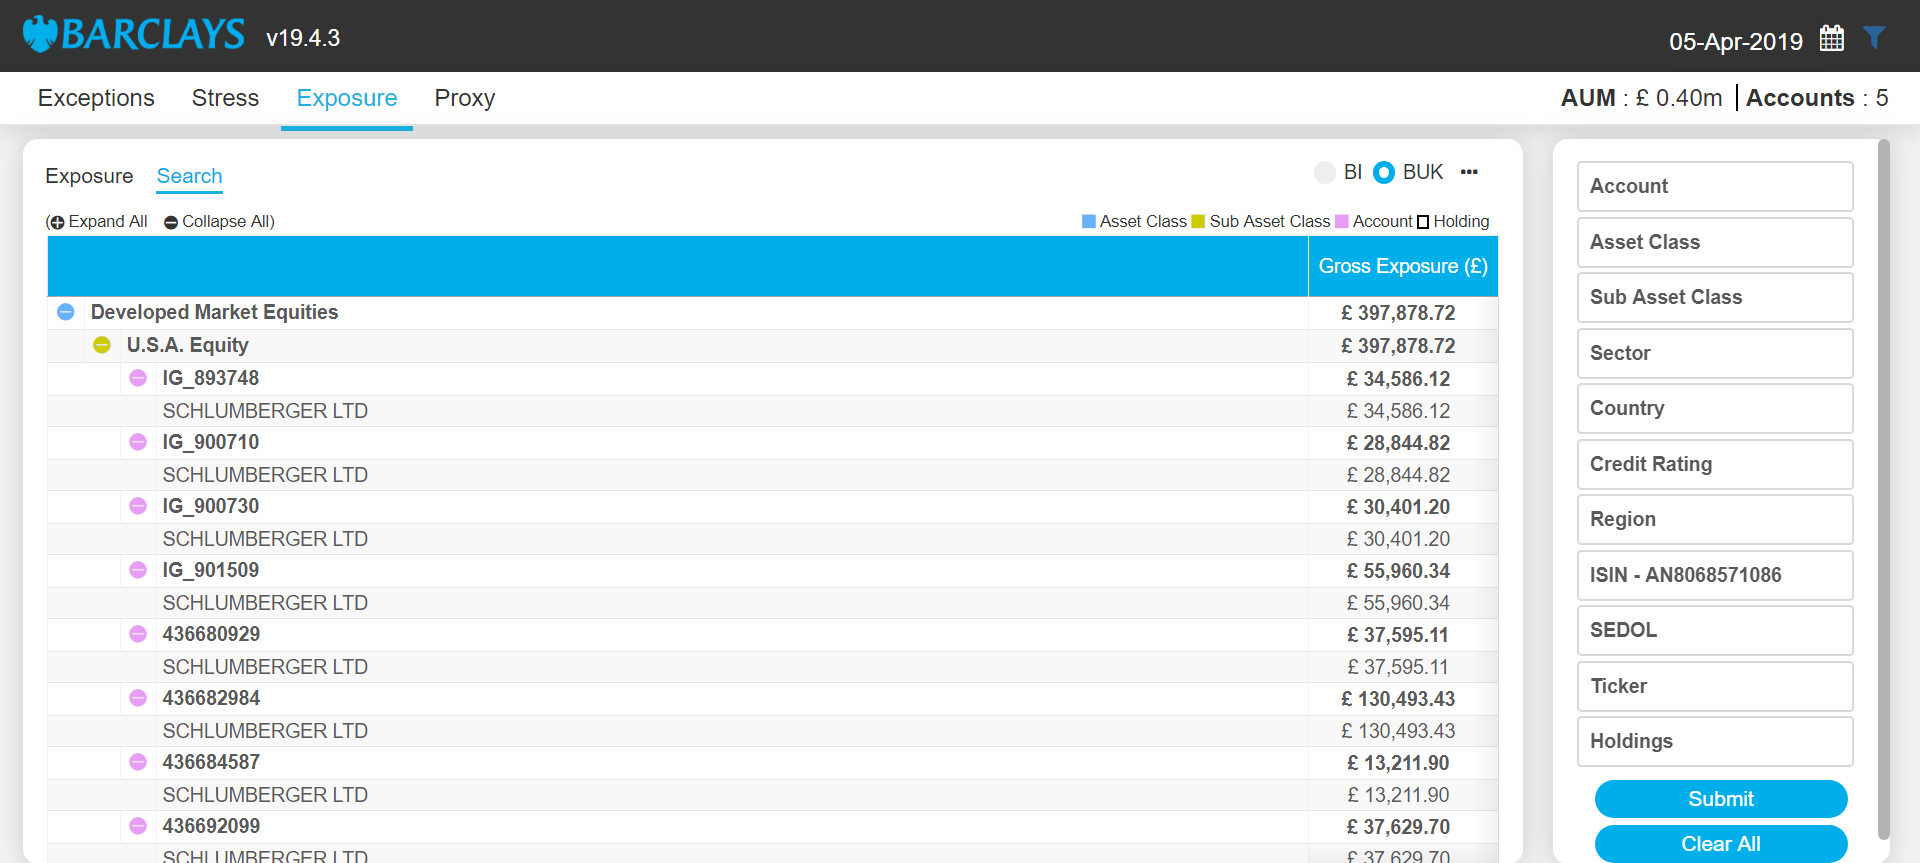 BARCLAYS v19.4.3 05-Apr-2019
Exceptions Stress Exposure Proxy AUM : £ 0.40m Accounts : 5
Exposure Search BI BUK ...
(Expand All Collapse All) Asset Class Sub Asset Class Account Holding
Gross Exposure (£)
Developed Market Equities £ 397,878.72
U.S.A. Equity £ 397,878.72
IG_893748 £ 34,586.12
SCHLUMBERGER LTD £ 34,586.12
IG_900710 £ 28,844.82
SCHLUMBERGER LTD £ 28,844.82
IG_900730 £ 30,401.20
SCHLUMBERGER LTD £ 30,401.20
IG_901509 £ 55,960.34
SCHLUMBERGER LTD £ 55,960.34
436680929 £ 37,595.11
SCHLUMBERGER LTD £ 37,595.11
436682984 £ 130,493.43
SCHLUMBERGER LTD £ 130,493.43
436684587 £ 13,211.90
SCHLUMBERGER LTD £ 13,211.90
436692099 £ 37,629.70
SCHLUMBERGER LTD £ 37,629.70
Account
Asset Class
Sub Asset Class
Sector
Country
Credit Rating
Region
ISIN - AN8068571086
SEDOL
Ticker
Holdings
Submit
Clear All